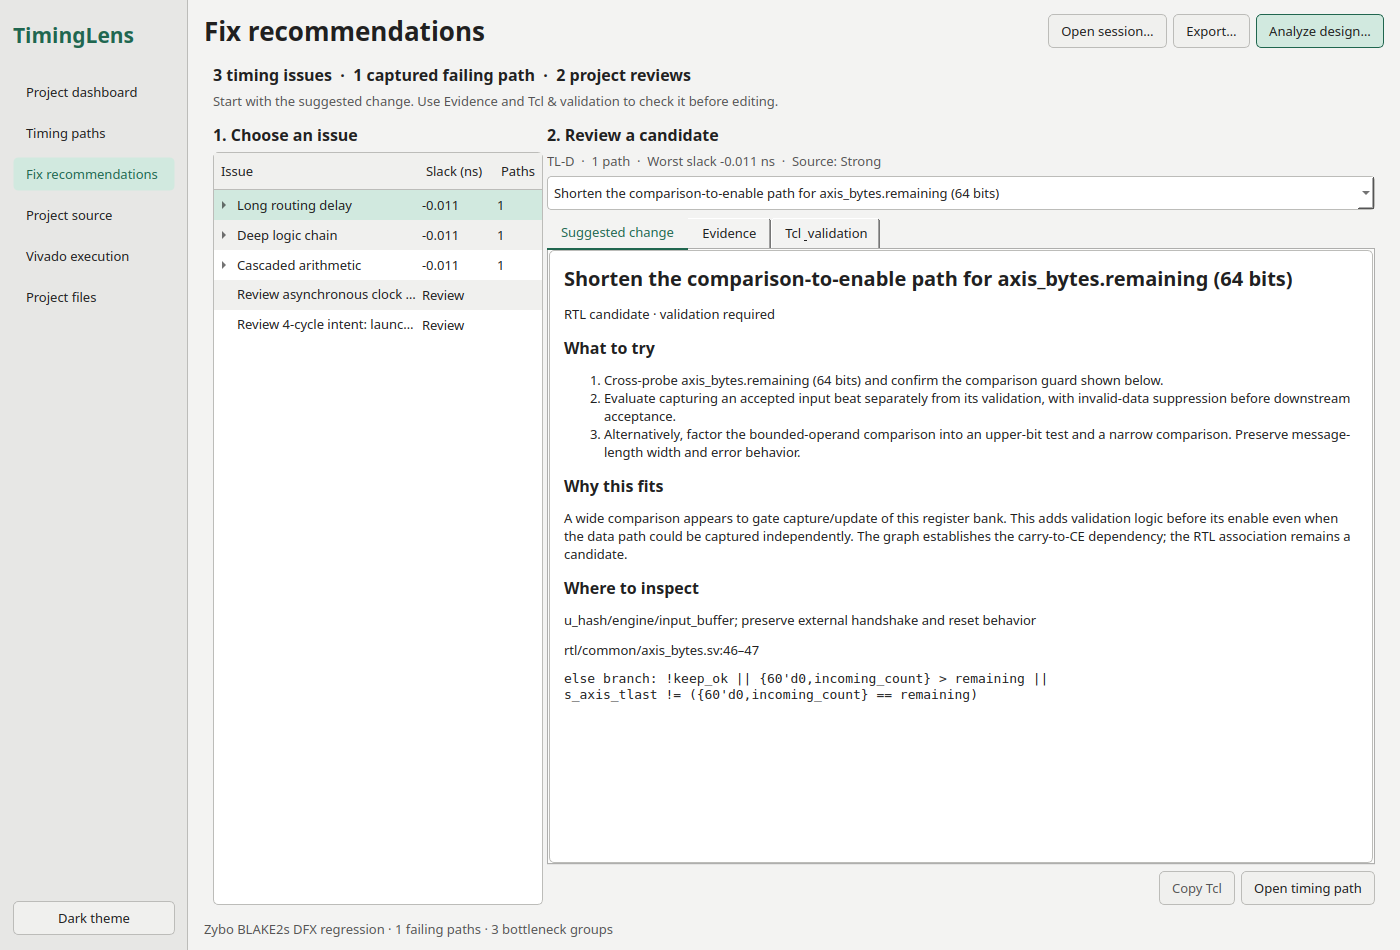 TimingLens
Project dashboard
Timing paths
Fix recommendations
Project source
Vivado execution
Project files
Dark theme
Fix recommendations
Open session...
Export...
Analyze design...
3 timing issues · 1 captured failing path · 2 project reviews
Start with the suggested change. Use Evidence and Tcl & validation to check it before editing.
1. Choose an issue
Issue Slack (ns) Paths
Long routing delay -0.011 1
Deep logic chain -0.011 1
Cascaded arithmetic -0.011 1
Review asynchronous clock ... Review
Review 4-cycle intent: launc... Review
2. Review a candidate
TL-D · 1 path · Worst slack -0.011 ns · Source: Strong
Shorten the comparison-to-enable path for axis_bytes.remaining (64 bits)
Suggested change Evidence Tcl _validation
Shorten the comparison-to-enable path for axis_bytes.remaining (64 bits)
RTL candidate · validation required
What to try
1. Cross-probe axis_bytes.remaining (64 bits) and confirm the comparison guard shown below.
2. Evaluate capturing an accepted input beat separately from its validation, with invalid-data suppression before downstream
acceptance.
3. Alternatively, factor the bounded-operand comparison into an upper-bit test and a narrow comparison. Preserve message-
length width and error behavior.
Why this fits
A wide comparison appears to gate capture/update of this register bank. This adds validation logic before its enable even when
the data path could be captured independently. The graph establishes the carry-to-CE dependency; the RTL association remains a
candidate.
Where to inspect
u_hash/engine/input_buffer; preserve external handshake and reset behavior
rtl/common/axis_bytes.sv:46–47
else branch: !keep_ok || {60'd0,incoming_count} > remaining ||
s_axis_tlast != ({60'd0,incoming_count} == remaining)
Copy Tcl
Open timing path
Zybo BLAKE2s DFX regression · 1 failing paths · 3 bottleneck groups